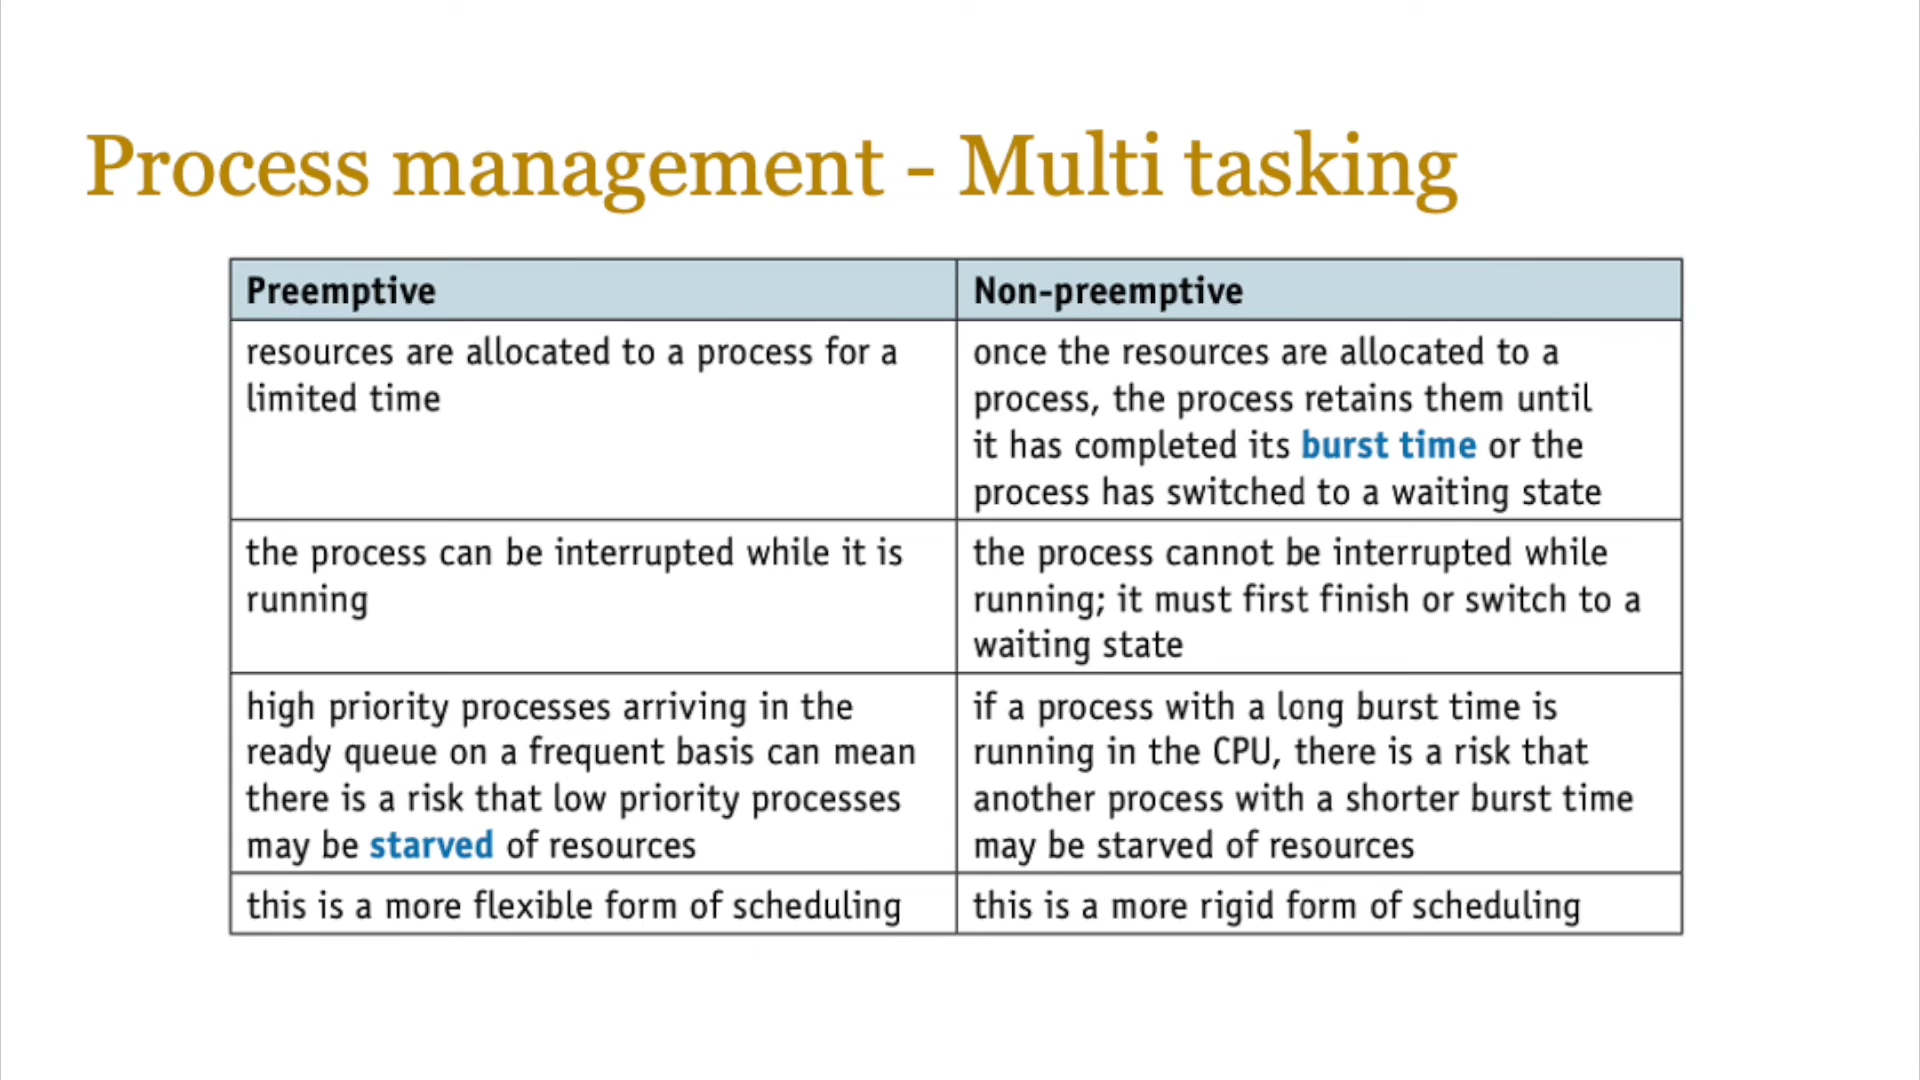 Process management - Multi tasking
Preemptive
Non-preemptive
resources are allocated to a process for a
limited time
once the resources are allocated to a
process, the process retains them until
it has completed its burst time or the
process has switched to a waiting state
the process can be interrupted while it is
running
the process cannot be interrupted while
running; it must first finish or switch to a
waiting state
high priority processes arriving in the
ready queue on a frequent basis can mean
there is a risk that low priority processes
may be starved of resources
if a process with a long burst time is
running in the CPU, there is a risk that
another process with a shorter burst time
may be starved of resources
this is a more flexible form of scheduling
this is a more rigid form of scheduling